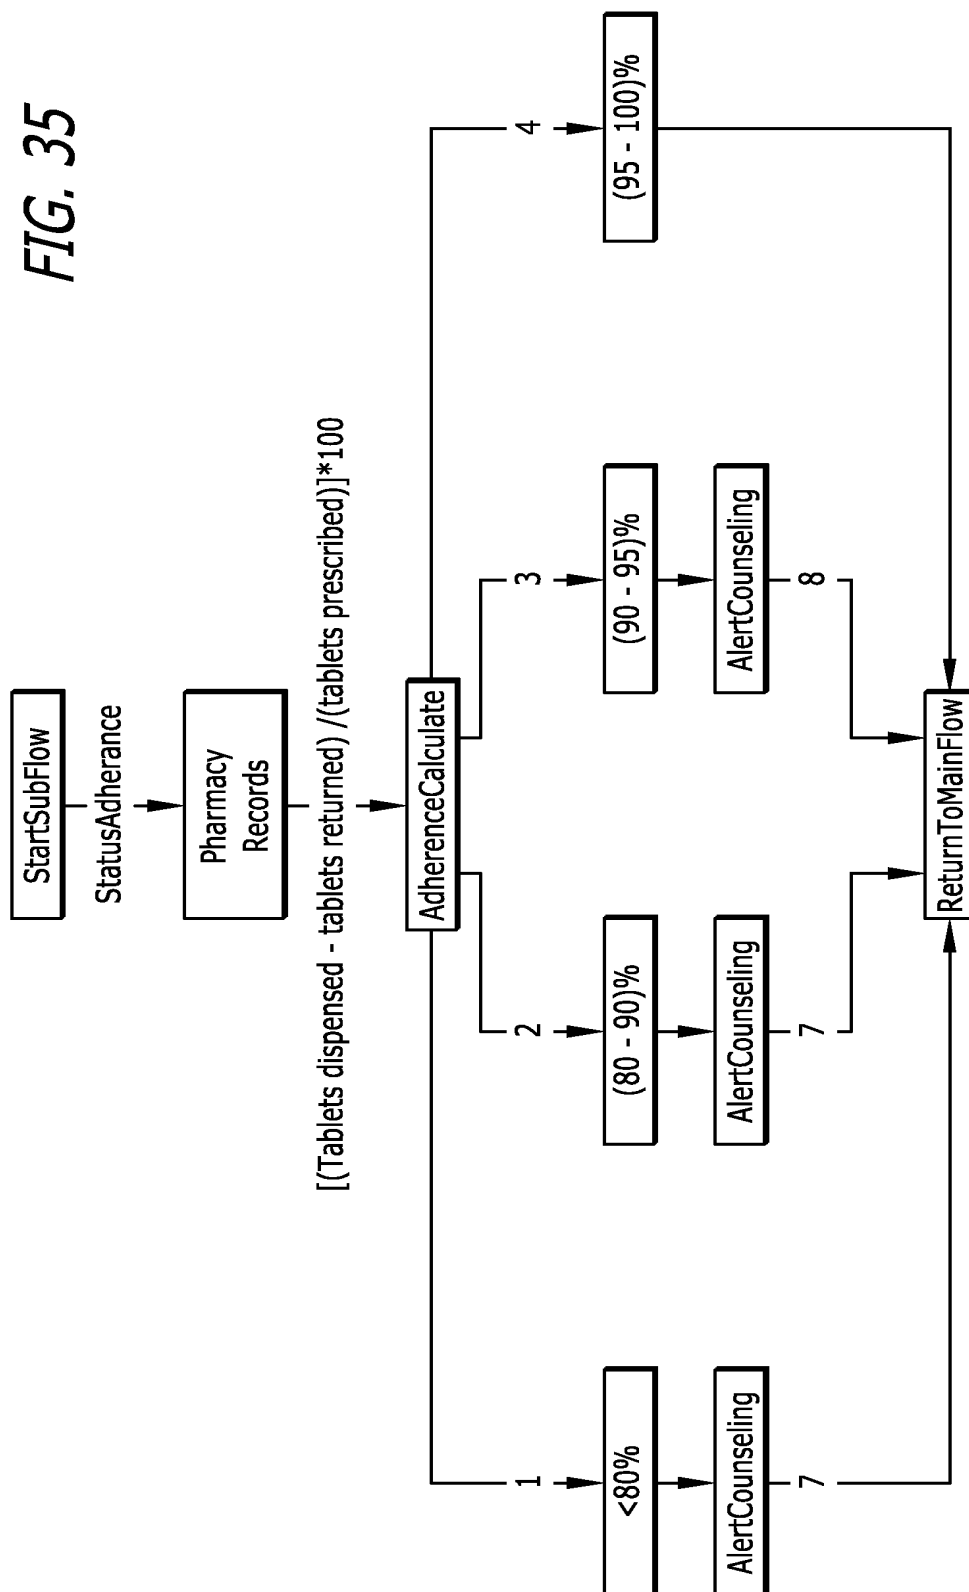 FIG. 35
StartSubFlow
StatusAdherance
Pharmacy
Records
[(Tablets dispensed - tablets returned) /(tablets prescribed)]*100
AdherenceCalculate
1
2
3
4
<80%
(80 - 90)%
(90 - 95)%
(95 - 100)%
AlertCounseling
AlertCounseling
AlertCounseling
7
7
8
ReturnToMainFlow